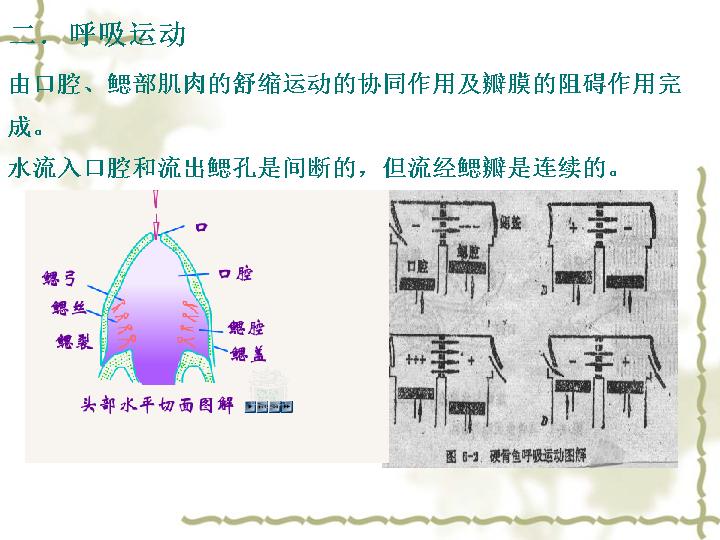 二．呼吸运动
由口腔、鳃部肌肉的舒缩运动的协同作用及瓣膜的阻碍作用完
成。
水流入口腔和流出鳃孔是间断的，但流经鳃瓣是连续的。
口
鳃弓
口腔
鳃丝
鳃裂
鳃腔
鳃盖
头部水平切面图解
- --- 鳃丝 + -
口腔 鳃腔
B
+++ + - +
D
图 6-2 硬骨鱼呼吸运动图解